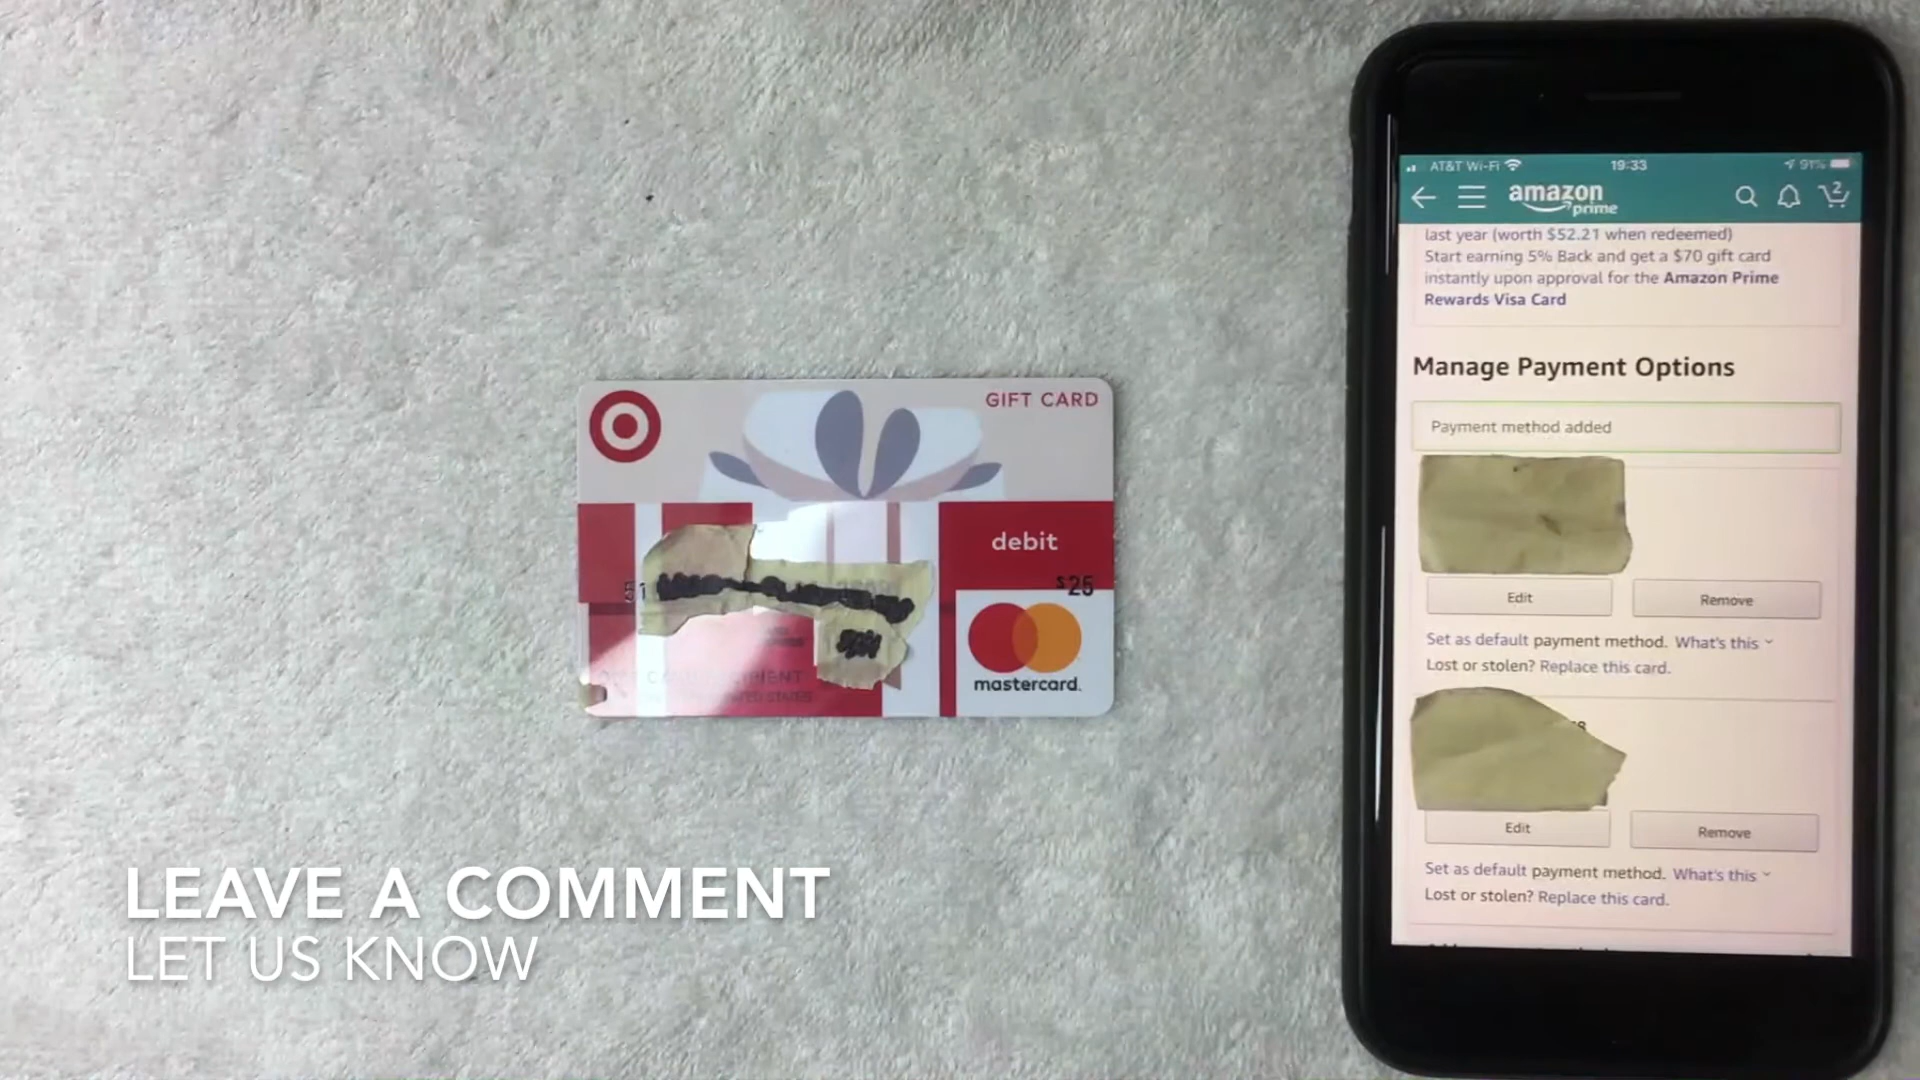 GIFT CARD
debit
$25
mastercard.
LEAVE A COMMENT
LET US KNOW
AT&T Wi-Fi 19:33 91%
amazon
prime
2
last year (worth $52.21 when redeemed)
Start earning 5% Back and get a $70 gift card
instantly upon approval for the Amazon Prime
Rewards Visa Card
Manage Payment Options
Payment method added
Edit Remove
Set as default payment method. What's this
Lost or stolen? Replace this card.
Edit Remove
Set as default payment method. What's this
Lost or stolen? Replace this card.